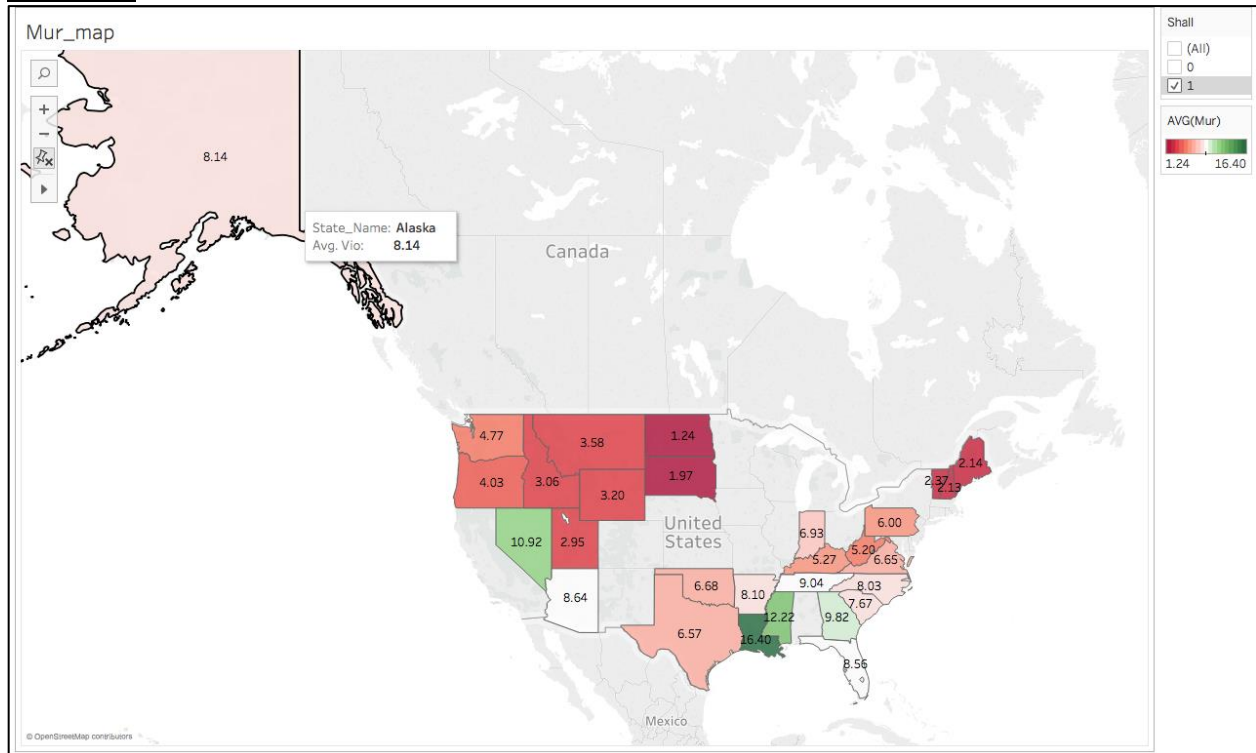 Mur_map
Shall
(All)
0
1
AVG(Mur)
1.24 16.40
8.14
State_Name: Alaska
Avg. Vio: 8.14
Canada
4.77
3.58
1.24
2.14
2.37
2.13
4.03
3.06
3.20
1.97
United
States
6.00
6.93
10.92
2.95
5.27
5.20
6.65
8.64
6.68
8.10
9.04
8.03
7.67
6.57
12.22
9.82
16.40
8.55
Mexico
© OpenStreetMap contributors